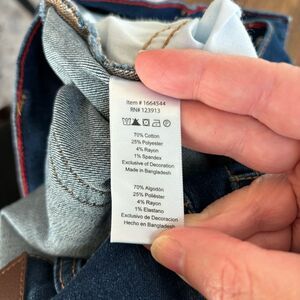 Item # 1664544
RN# 123913
70% Cotton
25% Polyester
4% Rayon
1% Spandex
Exclusive of Decoration
Made in Bangladesh
70% Algodón
25% Poliéster
4% Rayon
1% Elastano
Exclusivo de Decoracion
Hecho en Bangladesh